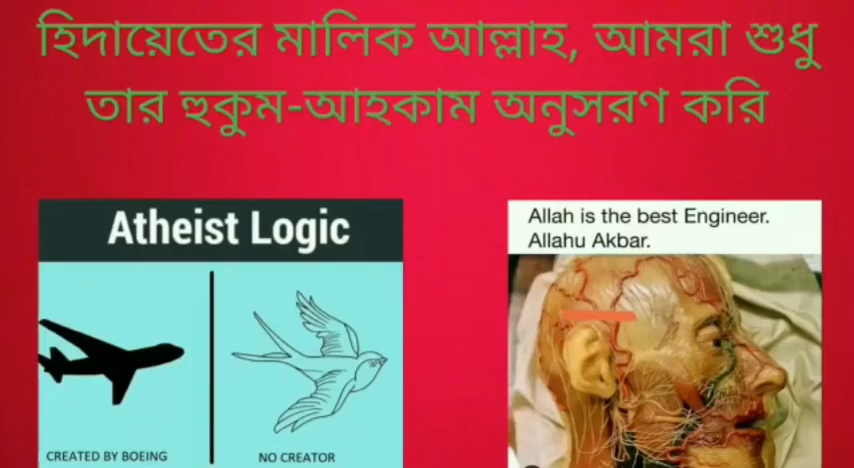 হিদায়েতের মালিক আল্লাহ, আমরা শুধু
তার হুকুম-আহকাম অনুসরণ করি
Atheist Logic
CREATED BY BOEING
NO CREATOR
Allah is the best Engineer.
Allahu Akbar.